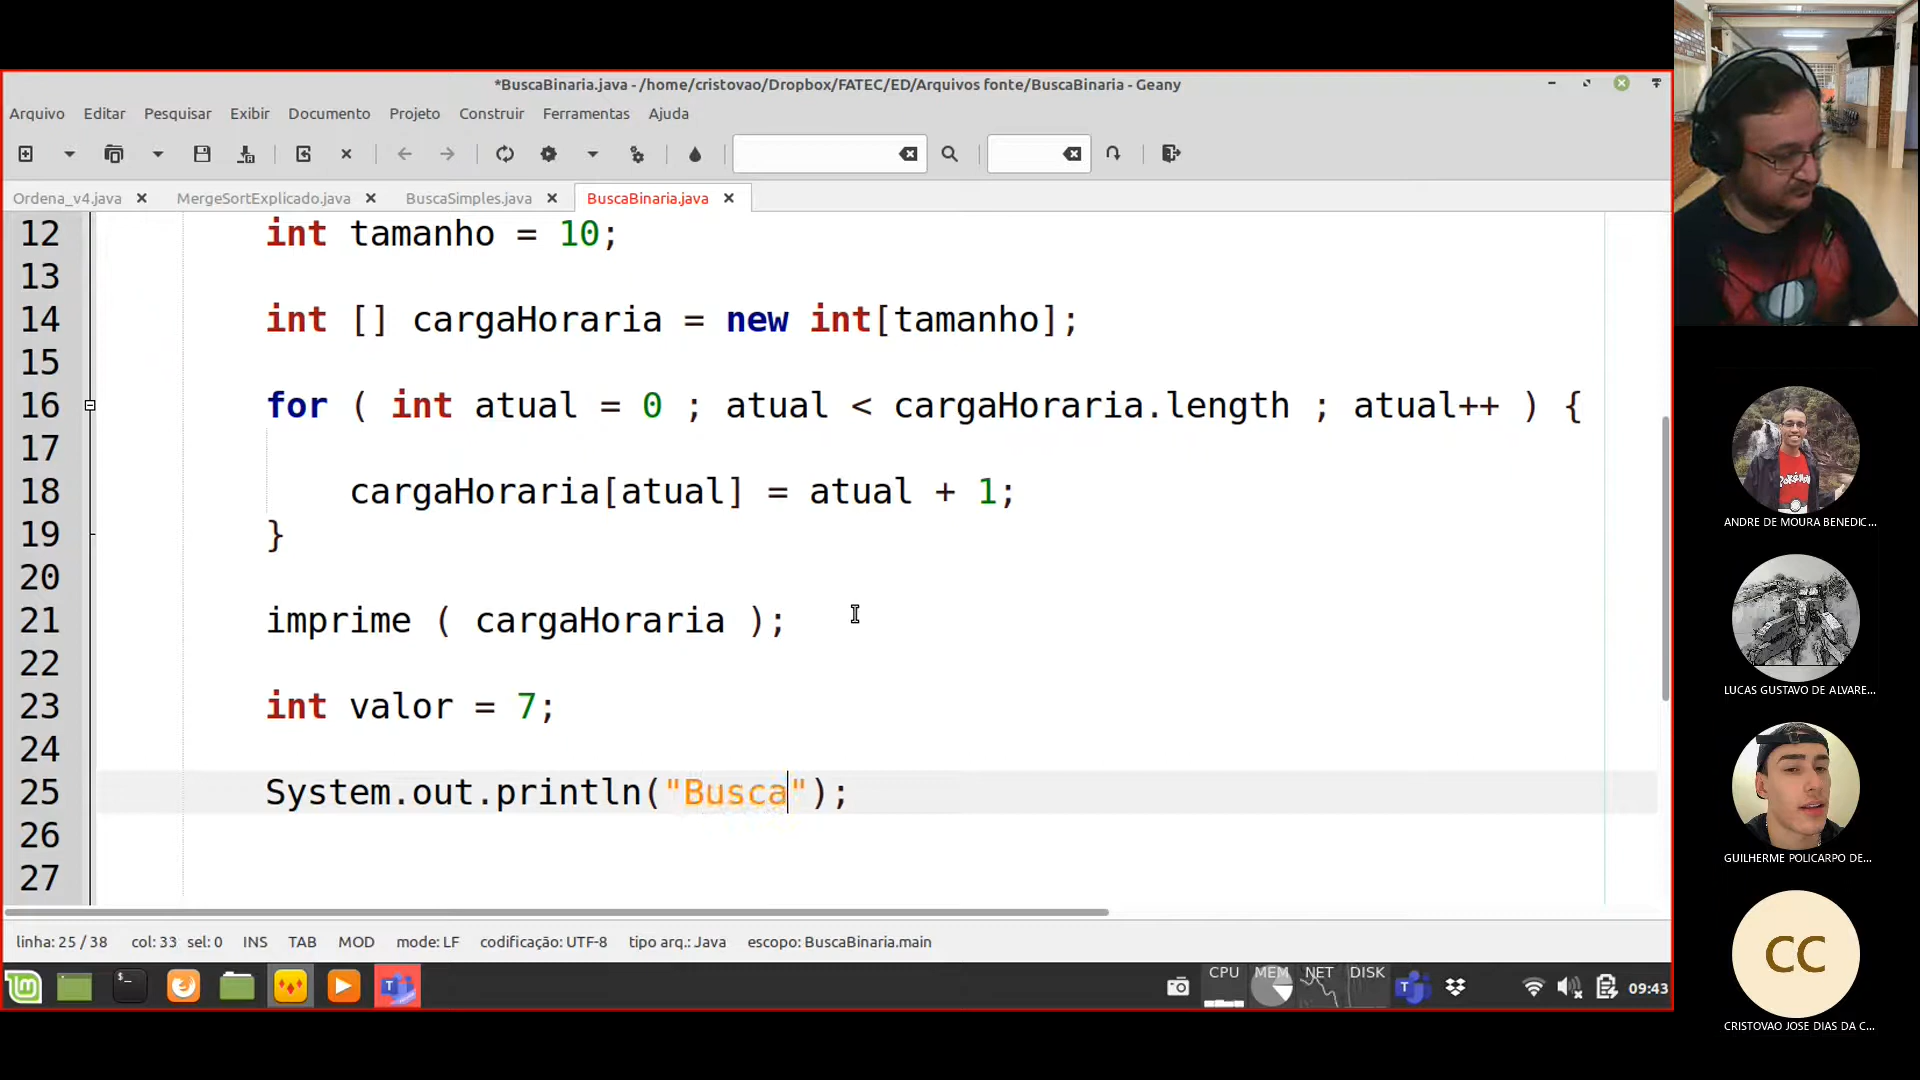 *BuscaBinaria.java - /home/cristovao/Dropbox/FATEC/ED/Arquivos fonte/BuscaBinaria - Geany
Arquivo Editar Pesquisar Exibir Documento Projeto Construir Ferramentas Ajuda
Ordena_v4.java MergeSortExplicado.java BuscaSimples.java BuscaBinaria.java
12 int tamanho = 10;
13
14 int [] cargaHoraria = new int[tamanho];
15
16 for ( int atual = 0 ; atual < cargaHoraria.length ; atual++ ) {
17
18 cargaHoraria[atual] = atual + 1;
19 }
20
21 imprime ( cargaHoraria );
22
23 int valor = 7;
24
25 System.out.println("Busca");
26
27
linha: 25 / 38 col: 33 sel: 0 INS TAB MOD mode: LF codificação: UTF-8 tipo arq.: Java escopo: BuscaBinaria.main
CPU MEM NET DISK
09:43
ANDRE DE MOURA BENEDIC...
LUCAS GUSTAVO DE ALVARE...
GUILHERME POLICARPO DE...
CC
CRISTOVAO JOSE DIAS DA C...